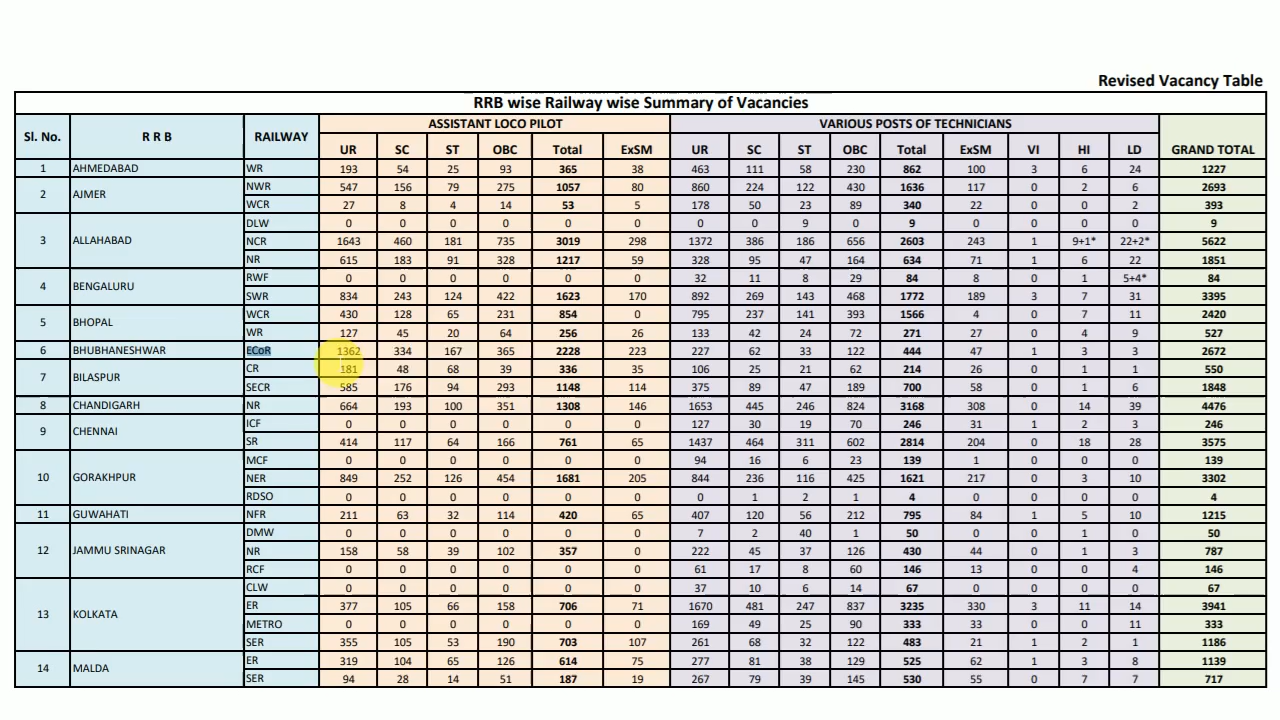 Revised Vacancy Table
RRB wise Railway wise Summary of Vacancies
Sl. No. R R B RAILWAY ASSISTANT LOCO PILOT VARIOUS POSTS OF TECHNICIANS GRAND TOTAL
UR SC ST OBC Total ExSM UR SC ST OBC Total ExSM VI HI LD
1 AHMEDABAD WR 193 54 25 93 365 38 463 111 58 230 862 100 3 6 24 1227
2 AJMER NWR 547 156 79 275 1057 80 860 224 122 430 1636 117 0 2 6 2693
WCR 27 8 4 14 53 5 178 50 23 89 340 22 0 0 2 393
3 ALLAHABAD DLW 0 0 0 0 0 0 0 0 9 0 9 0 0 0 0 9
NCR 1643 460 181 735 3019 298 1372 386 186 656 2603 243 1 9+1* 22+2* 5622
NR 615 183 91 328 1217 59 328 95 47 164 634 71 1 6 22 1851
4 BENGALURU RWF 0 0 0 0 0 0 32 11 8 29 84 8 0 1 5+4* 84
SWR 834 243 124 422 1623 170 892 269 143 468 1772 189 3 7 31 3395
5 BHOPAL WCR 430 128 65 231 854 0 795 237 141 393 1566 4 0 7 11 2420
WR 127 45 20 64 256 26 133 42 24 72 271 27 0 4 9 527
6 BHUBHANESHWAR ECoR 1362 334 167 365 2228 223 227 62 33 122 444 47 1 3 3 2672
7 BILASPUR CR 181 48 68 39 336 35 106 25 21 62 214 26 0 1 1 550
SECR 585 176 94 293 1148 114 375 89 47 189 700 58 0 1 6 1848
8 CHANDIGARH NR 664 193 100 351 1308 146 1653 445 246 824 3168 308 0 14 39 4476
9 CHENNAI ICF 0 0 0 0 0 0 127 30 19 70 246 31 1 2 3 246
SR 414 117 64 166 761 65 1437 464 311 602 2814 204 0 18 28 3575
10 GORAKHPUR MCF 0 0 0 0 0 0 94 16 6 23 139 1 0 0 0 139
NER 849 252 126 454 1681 205 844 236 116 425 1621 217 0 3 10 3302
RDSO 0 0 0 0 0 0 0 1 2 1 4 0 0 0 0 4
11 GUWAHATI NFR 211 63 32 114 420 65 407 120 56 212 795 84 1 5 10 1215
12 JAMMU SRINAGAR DMW 0 0 0 0 0 0 7 2 40 1 50 0 0 1 0 50
NR 158 58 39 102 357 0 222 45 37 126 430 44 0 1 3 787
RCF 0 0 0 0 0 0 61 17 8 60 146 13 0 0 4 146
13 KOLKATA CLW 0 0 0 0 0 0 37 10 6 14 67 0 0 0 0 67
ER 377 105 66 158 706 71 1670 481 247 837 3235 330 3 11 14 3941
METRO 0 0 0 0 0 0 169 49 25 90 333 33 0 0 11 333
SER 355 105 53 190 703 107 261 68 32 122 483 21 1 2 1 1186
14 MALDA ER 319 104 65 126 614 75 277 81 38 129 525 62 1 3 8 1139
SER 94 28 14 51 187 19 267 79 39 145 530 55 0 7 7 717